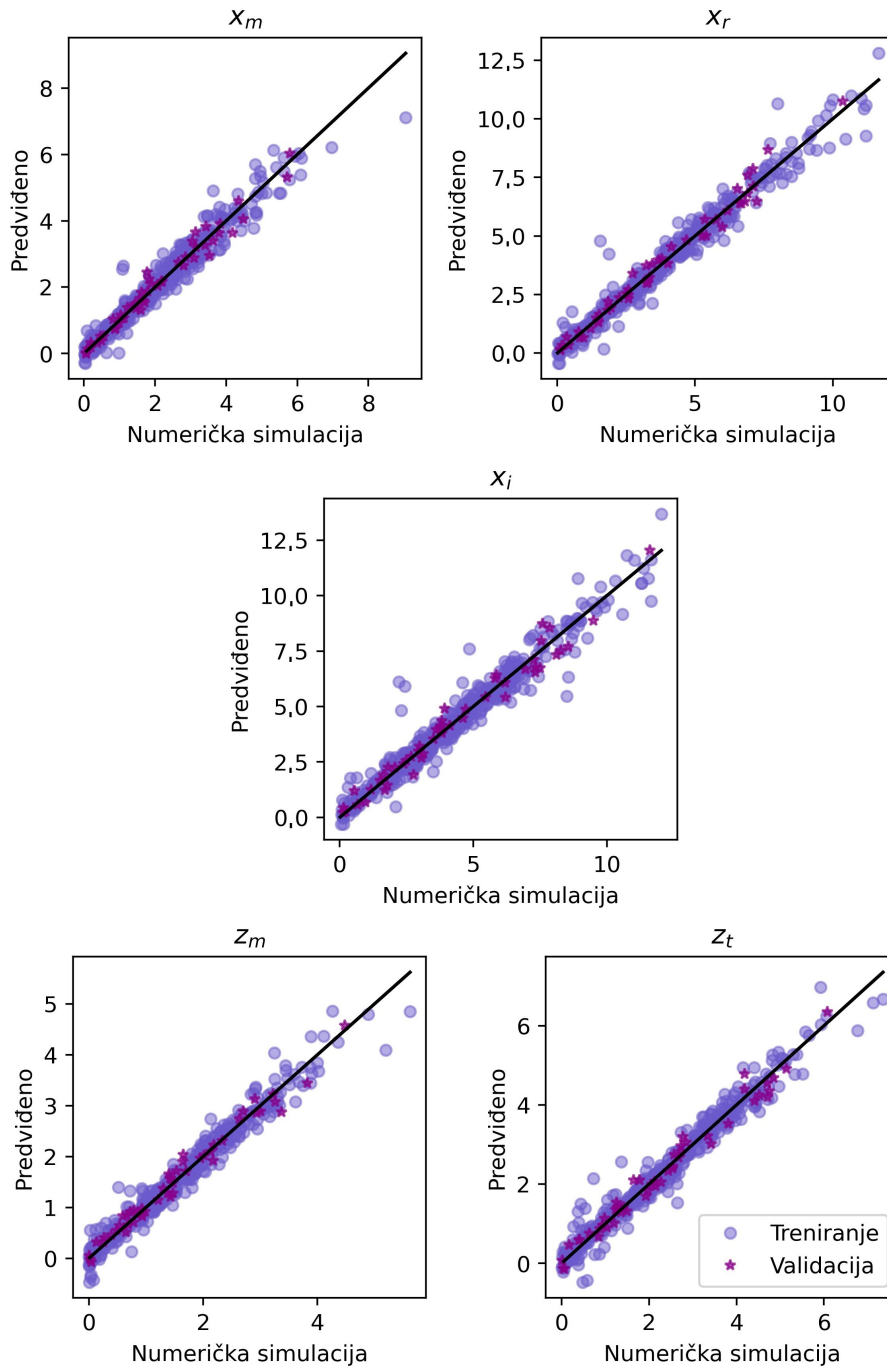 x_m
x_r
8
6
4
2
0
Predviđeno
0 2 4 6 8
Numerička simulacija
12,5
10,0
7,5
5,0
2,5
0,0
Predviđeno
0 5 10
Numerička simulacija
x_i
12,5
10,0
7,5
5,0
2,5
0,0
Predviđeno
0 5 10
Numerička simulacija
z_m
z_t
5
4
3
2
1
0
Predviđeno
0 2 4
Numerička simulacija
6
4
2
0
Predviđeno
Treniranje
Validacija
0 2 4 6
Numerička simulacija